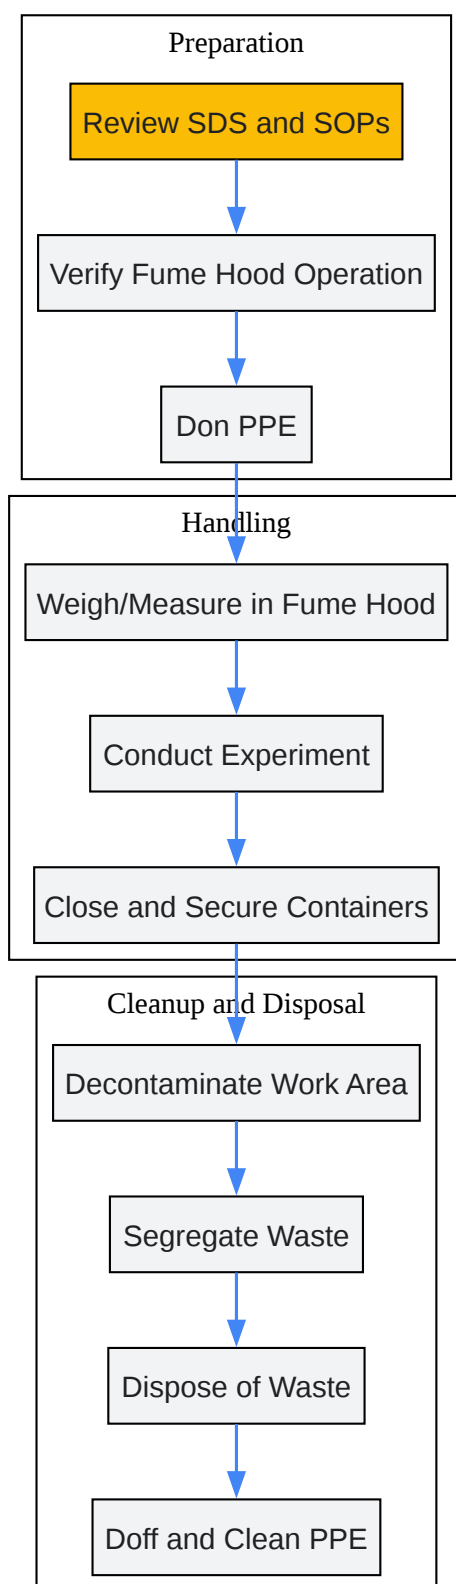 Preparation
Review SDS and SOPs
Verify Fume Hood Operation
Don PPE
Handling
Weigh/Measure in Fume Hood
Conduct Experiment
Close and Secure Containers
Cleanup and Disposal
Decontaminate Work Area
Segregate Waste
Dispose of Waste
Doff and Clean PPE